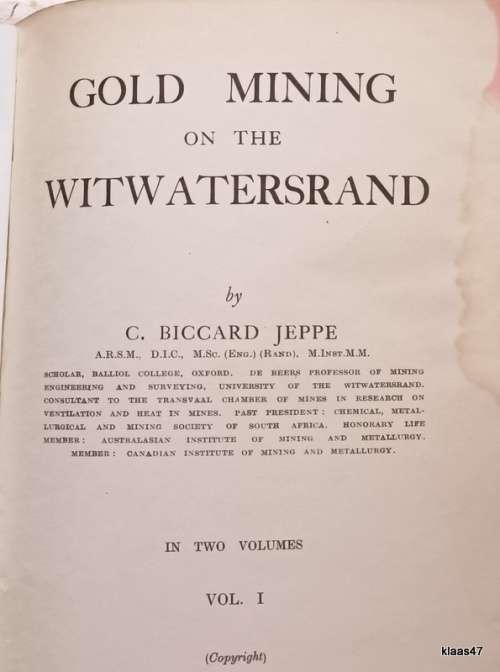 GOLD MINING
ON THE
WITWATERSRAND
by
C. BICCARD JEPPE
A.R.S.M., D.I.C., M.Sc. (Eng.) (Rand), M.Inst.M.M.
SCHOLAR, BALLIOL COLLEGE, OXFORD. DE BEERS PROFESSOR OF MINING
ENGINEERING AND SURVEYING, UNIVERSITY OF THE WITWATERSRAND.
CONSULTANT TO THE TRANSVAAL CHAMBER OF MINES IN RESEARCH ON
VENTILATION AND HEAT IN MINES. PAST PRESIDENT: CHEMICAL, METAL-
LURGICAL AND MINING SOCIETY OF SOUTH AFRICA. HONORARY LIFE
MEMBER: AUSTRALASIAN INSTITUTE OF MINING AND METALLURGY.
MEMBER: CANADIAN INSTITUTE OF MINING AND METALLURGY.
IN TWO VOLUMES
VOL. I
(Copyright)
klaas47